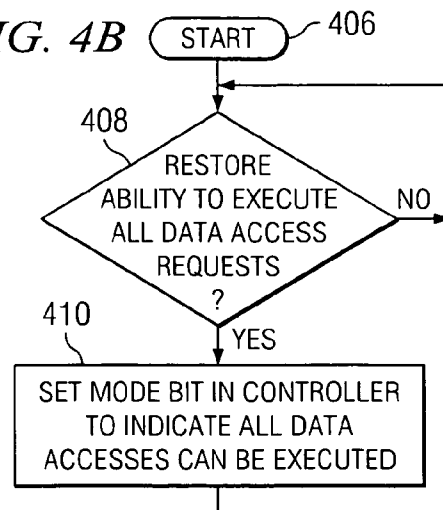 IG. 4B
START
406
408
RESTORE
ABILITY TO EXECUTE
ALL DATA ACCESS
REQUESTS
?
NO
410
YES
SET MODE BIT IN CONTROLLER
TO INDICATE ALL DATA
ACCESSES CAN BE EXECUTED